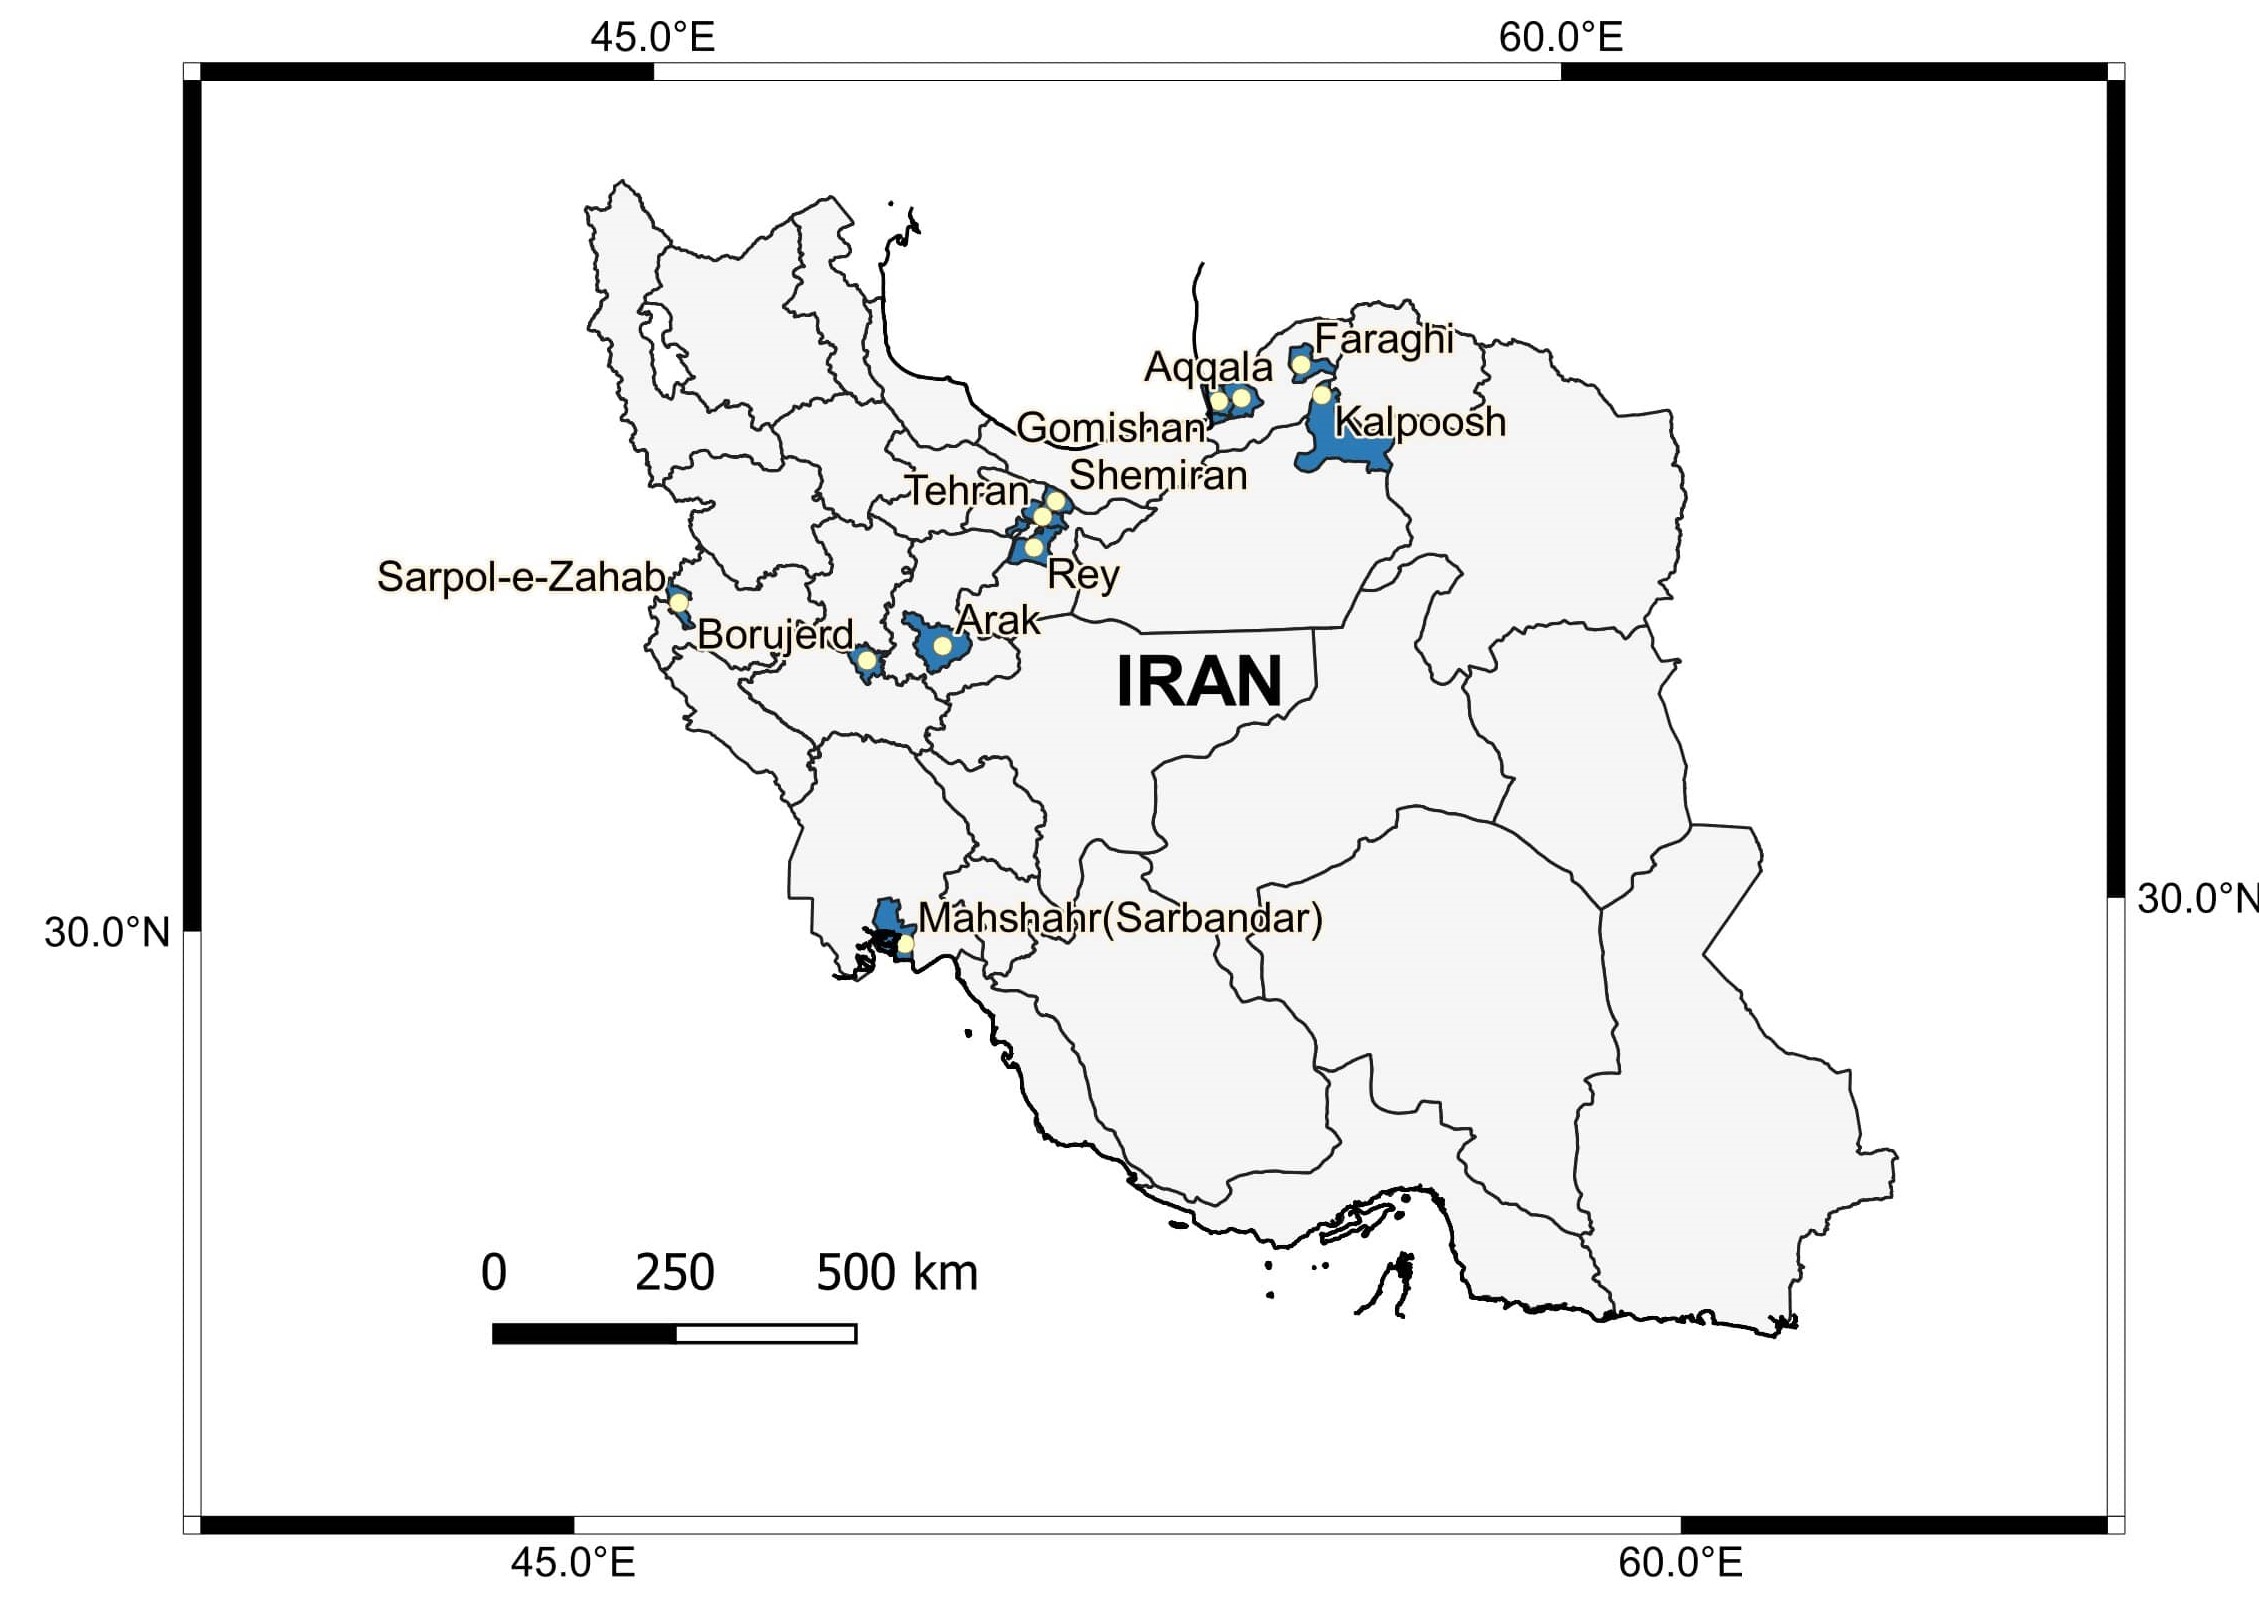 45.0°E
60.0°E
Faraghi
Aqqala
Kalpoosh
Gomishan
Shemiran
Tehran
Rey
Sarpol-e-Zahab
Arak
Borujerd
IRAN
Mahshahr(Sarbandar)
30.0°N
30.0°N
0 250 500 km
45.0°E
60.0°E